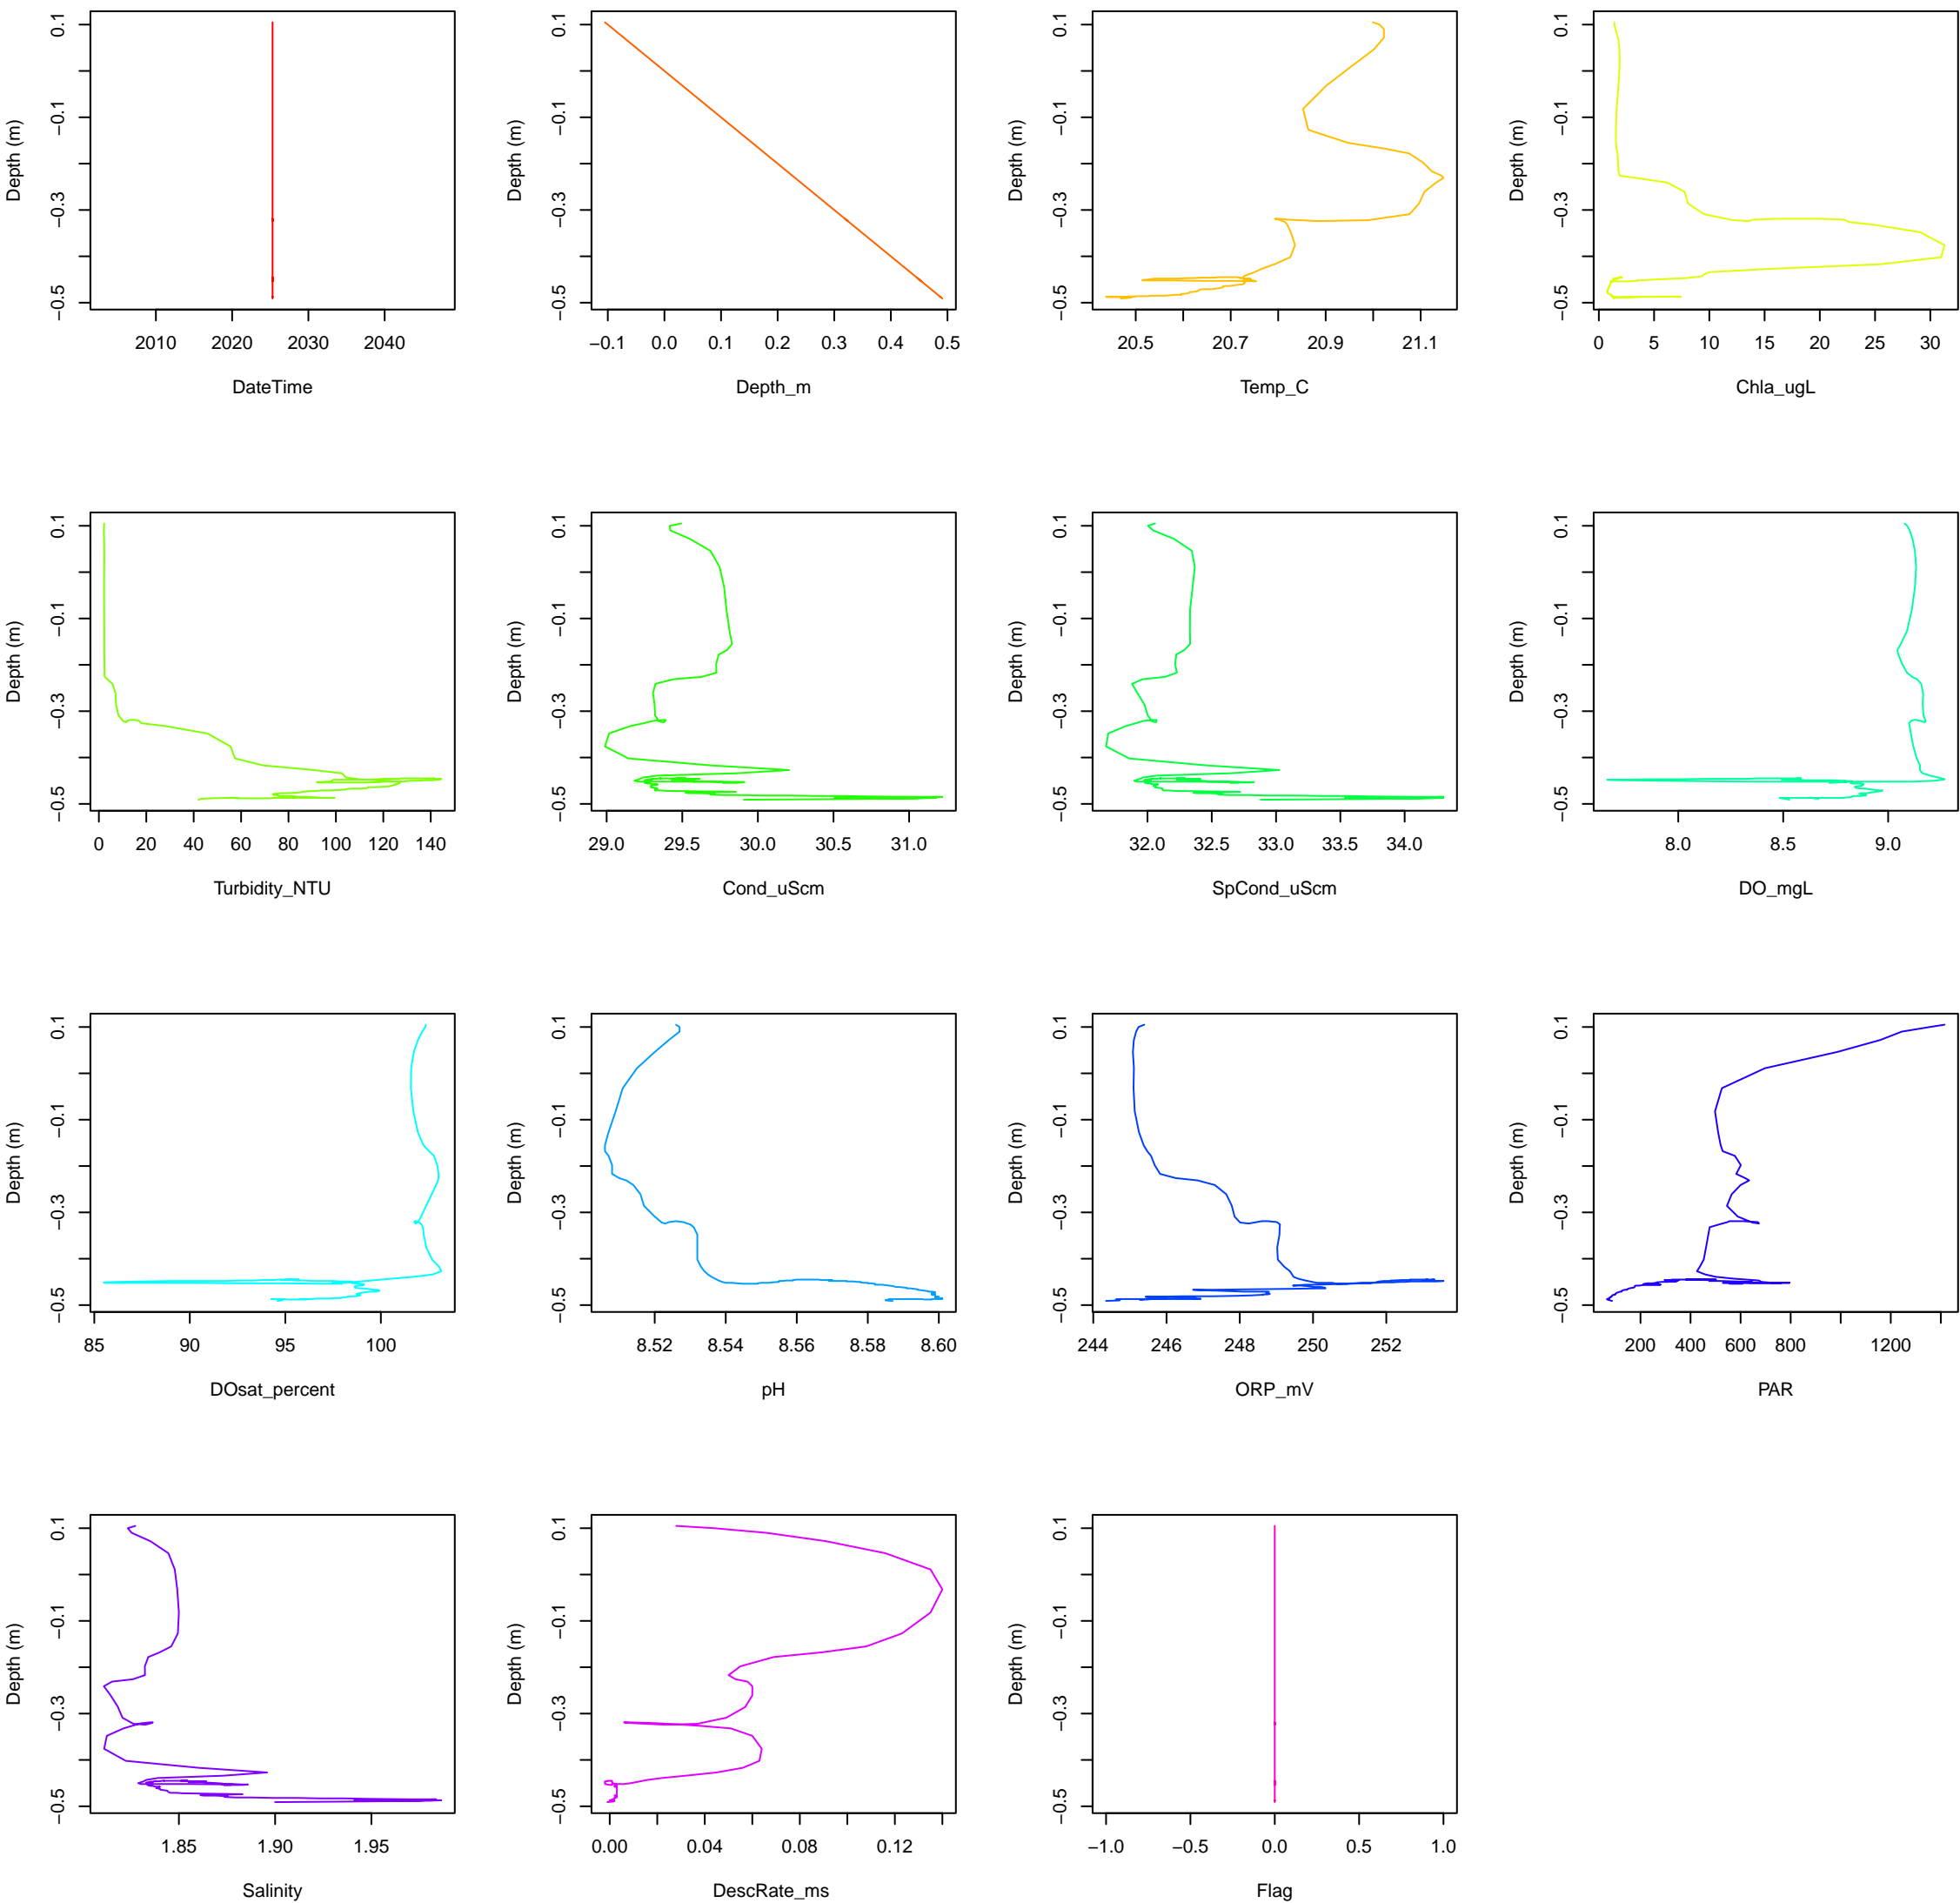 Depth (m)
0.1
−0.1
−0.3
−0.5
2010 2020 2030 2040
DateTime
Depth (m)
0.1
−0.1
−0.3
−0.5
−0.1 0.0 0.1 0.2 0.3 0.4 0.5
Depth_m
Depth (m)
0.1
−0.1
−0.3
−0.5
20.5 20.7 20.9 21.1
Temp_C
Depth (m)
0.1
−0.1
−0.3
−0.5
0 5 10 15 20 25 30
Chla_ugL
Depth (m)
0.1
−0.1
−0.3
−0.5
0 20 40 60 80 100 120 140
Turbidity_NTU
Depth (m)
0.1
−0.1
−0.3
−0.5
29.0 29.5 30.0 30.5 31.0
Cond_uScm
Depth (m)
0.1
−0.1
−0.3
−0.5
32.0 32.5 33.0 33.5 34.0
SpCond_uScm
Depth (m)
0.1
−0.1
−0.3
−0.5
8.0 8.5 9.0
DO_mgL
Depth (m)
0.1
−0.1
−0.3
−0.5
85 90 95 100
DOsat_percent
Depth (m)
0.1
−0.1
−0.3
−0.5
8.52 8.54 8.56 8.58 8.60
pH
Depth (m)
0.1
−0.1
−0.3
−0.5
244 246 248 250 252
ORP_mV
Depth (m)
0.1
−0.1
−0.3
−0.5
200 400 600 800 1200
PAR
Depth (m)
0.1
−0.1
−0.3
−0.5
1.85 1.90 1.95
Salinity
Depth (m)
0.1
−0.1
−0.3
−0.5
0.00 0.04 0.08 0.12
DescRate_ms
Depth (m)
0.1
−0.1
−0.3
−0.5
−1.0 −0.5 0.0 0.5 1.0
Flag